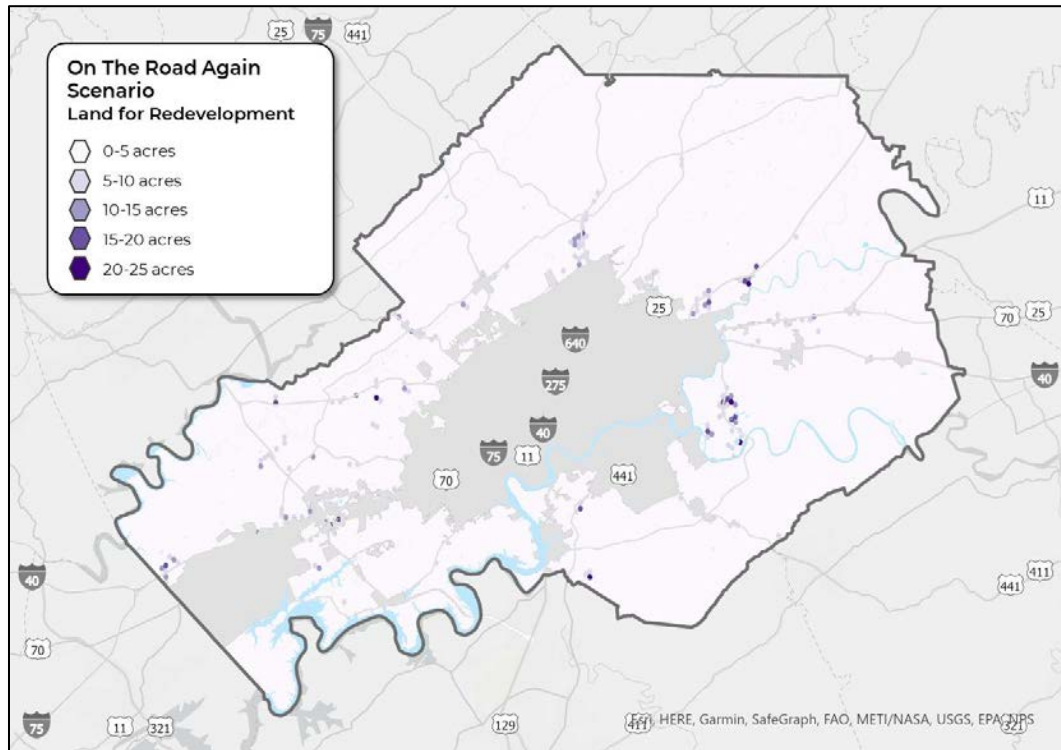 25
75
441
On The Road Again
Scenario
Land for Redevelopment
0-5 acres
5-10 acres
10-15 acres
15-20 acres
20-25 acres
11
25
70
25
640
40
275
40
75
11
70
441
40
411
441
70
75
11
321
129
411
321
Esri, HERE, Garmin, SafeGraph, FAO, METI/NASA, USGS, EPA, NPS